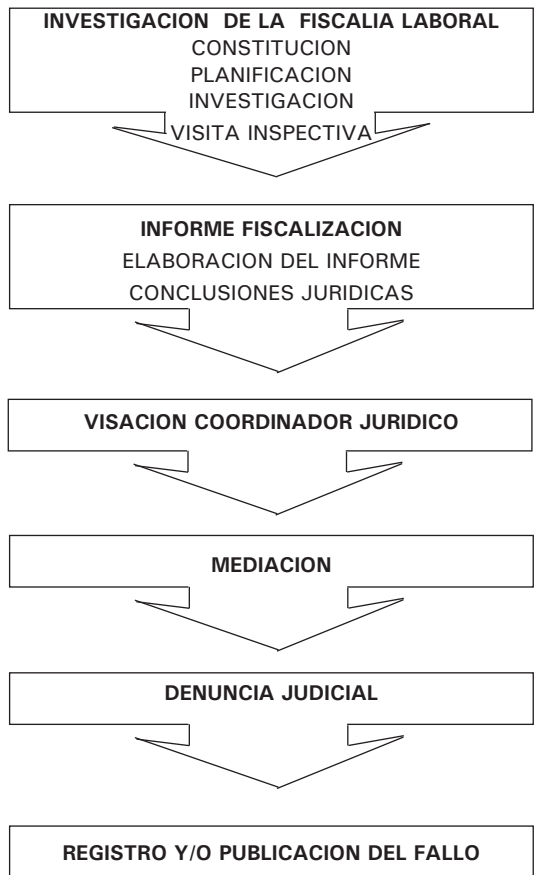 INVESTIGACION DE LA FISCALIA LABORAL
CONSTITUCION
PLANIFICACION
INVESTIGACION
VISITA INSPECTIVA
INFORME FISCALIZACION
ELABORACION DEL INFORME
CONCLUSIONES JURIDICAS
VISACION COORDINADOR JURIDICO
MEDIACION
DENUNCIA JUDICIAL
REGISTRO Y/O PUBLICACION DEL FALLO